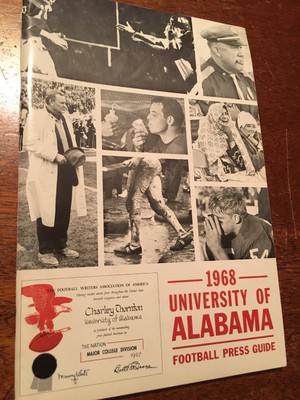 1968
UNIVERSITY OF
ALABAMA
FOOTBALL PRESS GUIDE
THE FOOTBALL WRITERS ASSOCIATION OF AMERICA
Charley Thornton
University of Alabama
THE NATION
MAJOR COLLEGE DIVISION
1967
54